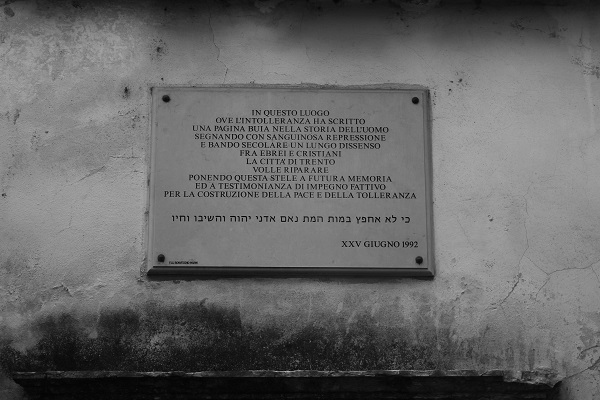 IN QUESTO LUOGO
OVE L'INTOLLERANZA HA SCRITTO
UNA PAGINA BUIA NELLA STORIA DELL'UOMO
SEGNANDO CON SANGUINOSA REPRESSIONE
E BANDO SECOLARE UN LUNGO DISSENSO
FRA EBREI E CRISTIANI
LA CITTA' DI TRENTO
VOLLE RIPARARE
PONENDO QUESTA STELE A FUTURA MEMORIA
ED A TESTIMONIANZA DI IMPEGNO FATTIVO
PER LA COSTRUZIONE DELLA PACE E DELLA TOLLERANZA
כי לא אחפץ במות המת נאם אדני יהוה והשיבו וחיו
XXV GIUGNO 1992